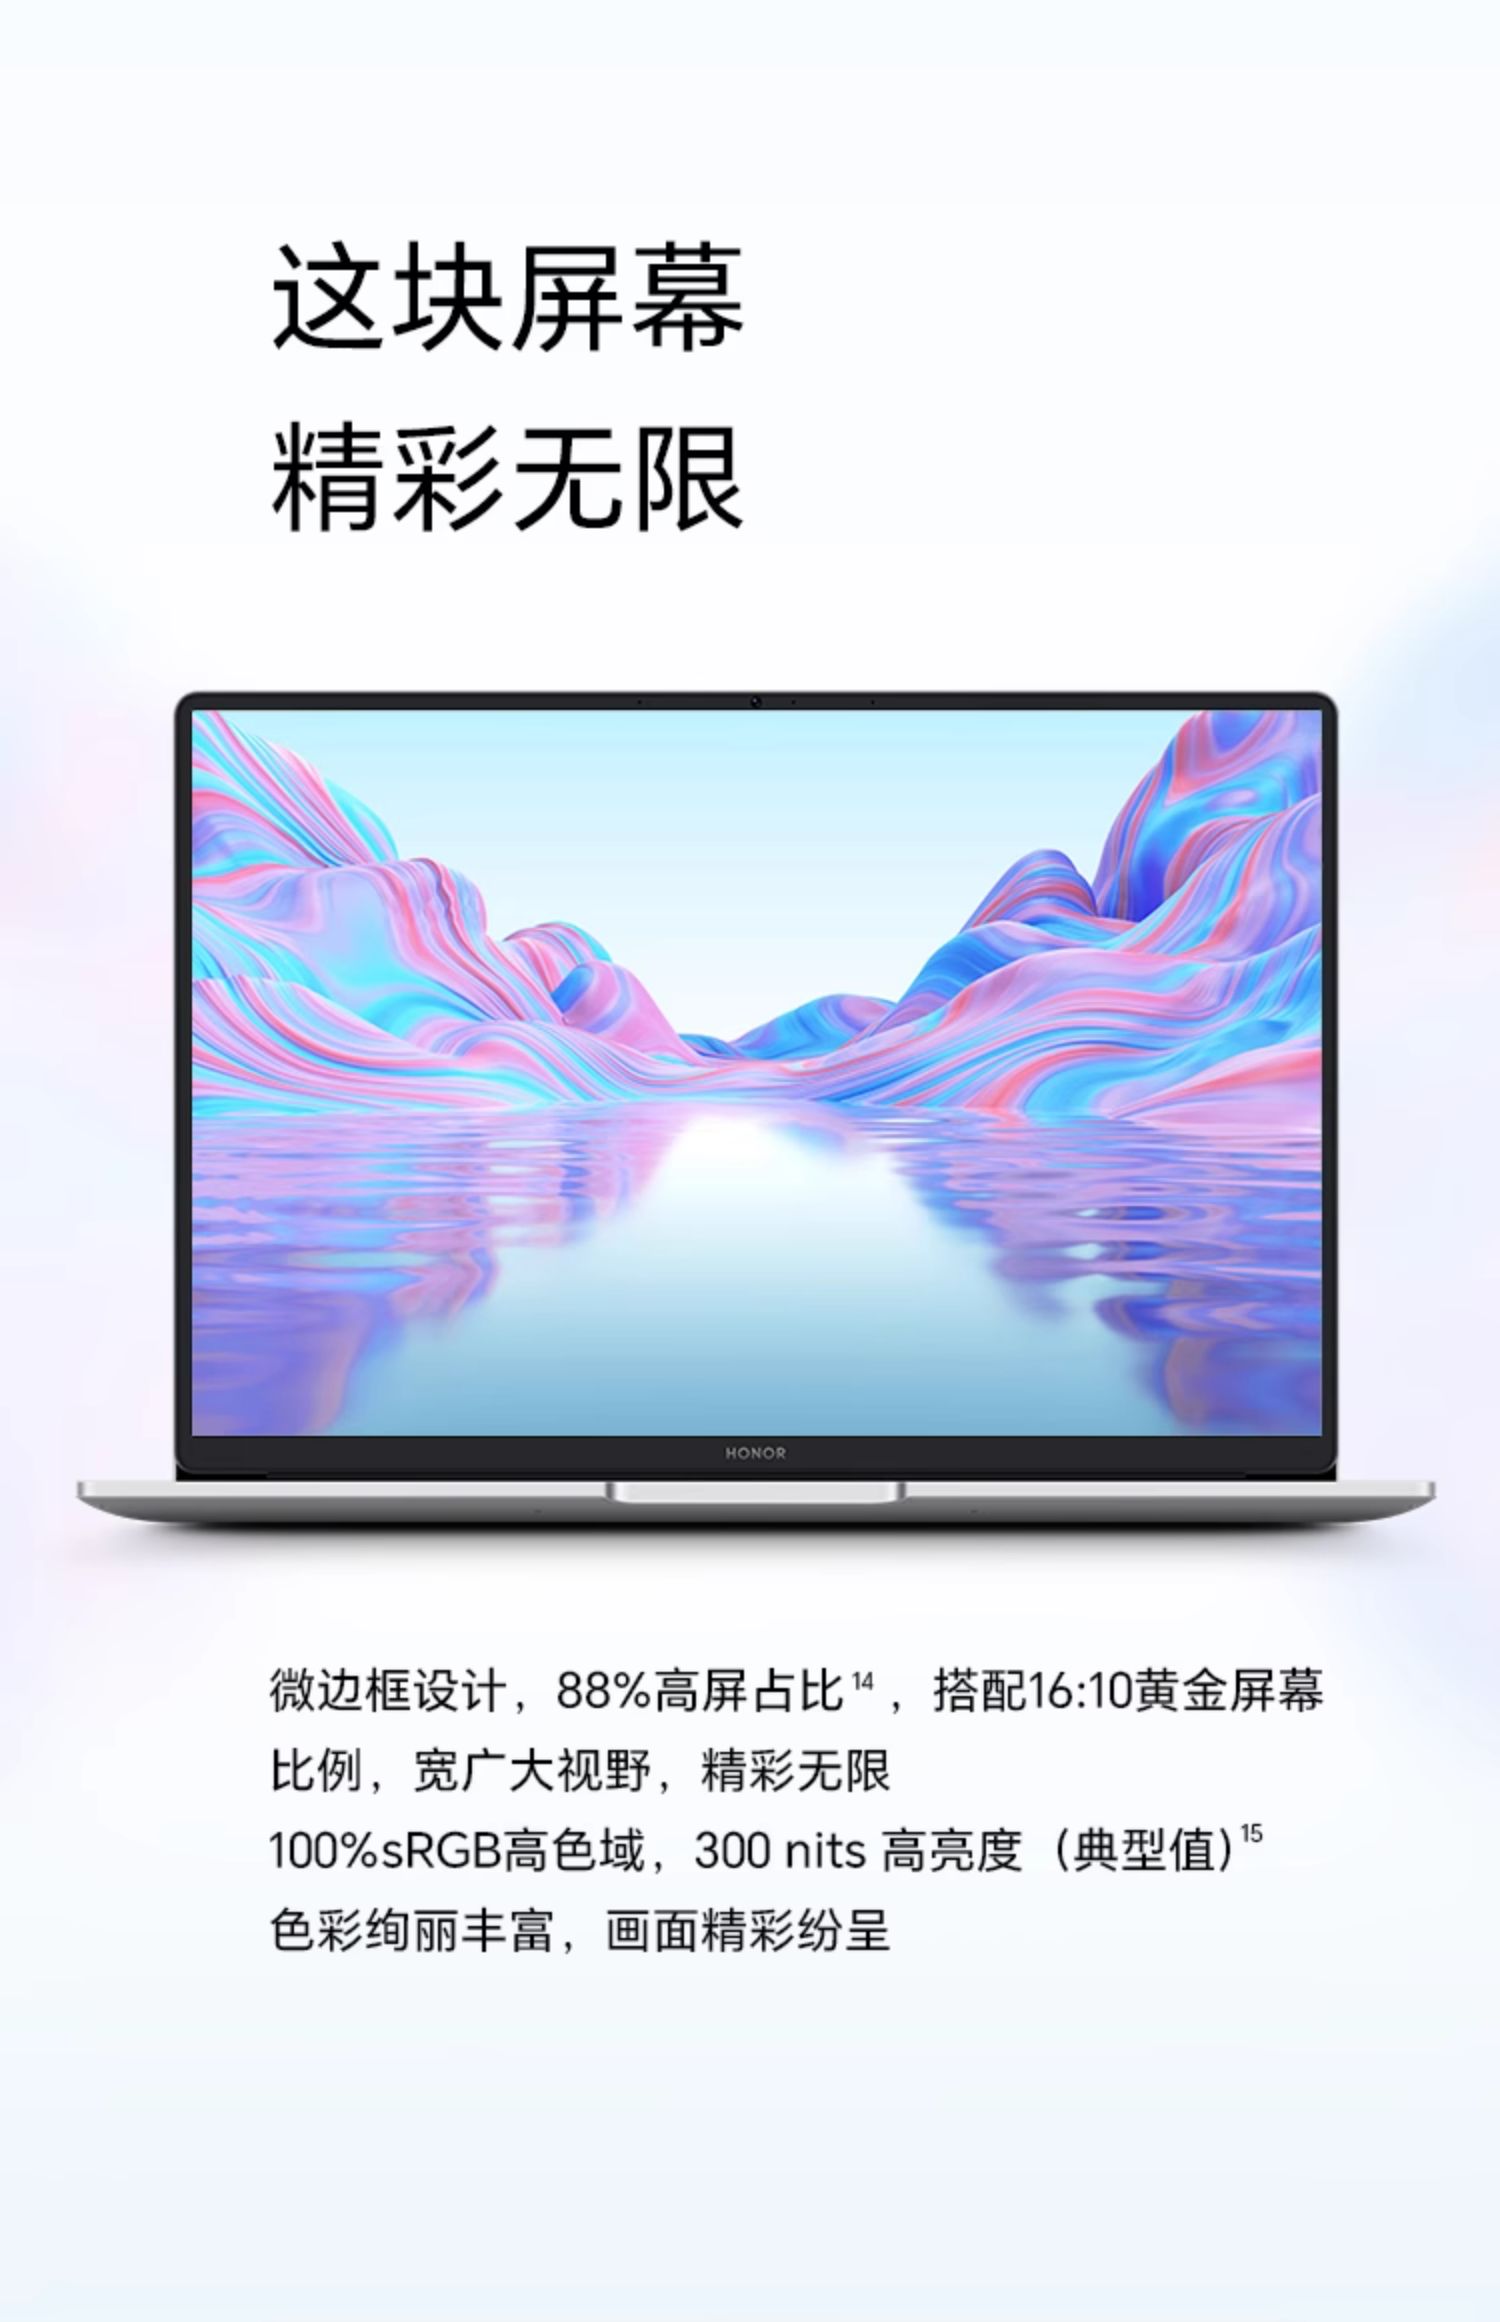 这块屏幕
精彩无限
HONOR
微边框设计，88%高屏占比14，搭配16:10黄金屏幕
比例，宽广大视野，精彩无限
100%sRGB高色域，300 nits 高亮度（典型值）15
色彩绚丽丰富，画面精彩纷呈